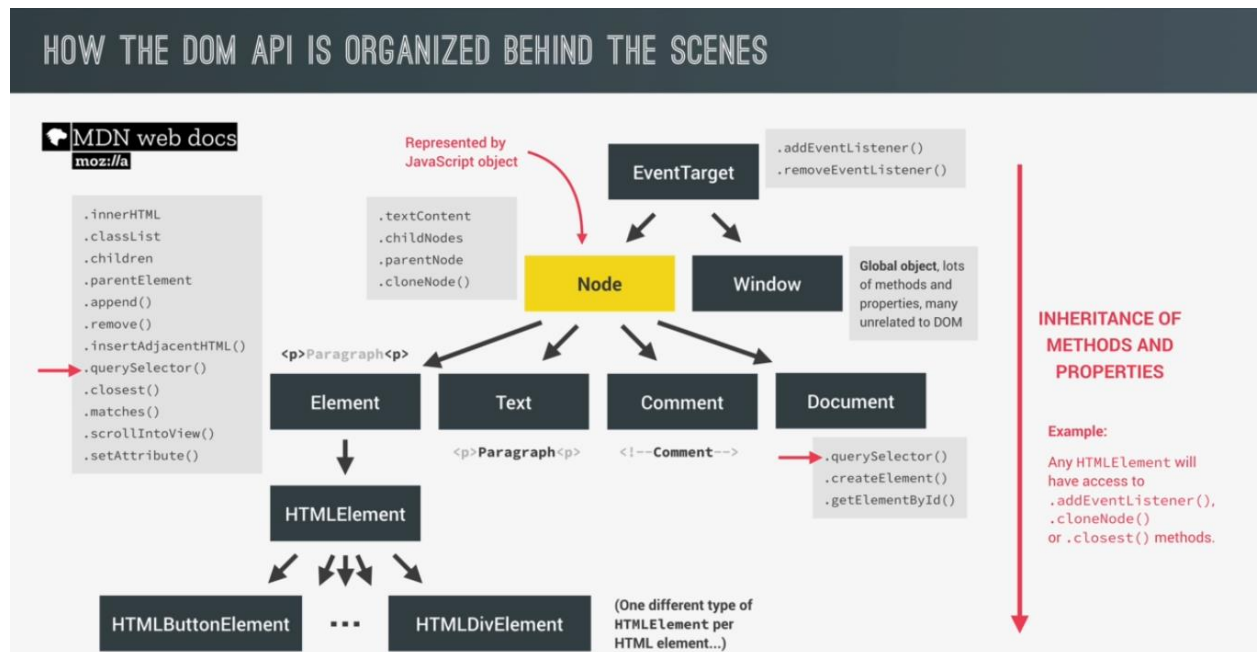 HOW THE DOM API IS ORGANIZED BEHIND THE SCENES
MDN web docs
moz://a
Represented by
JavaScript object
EventTarget
.addEventListener()
.removeEventListener()
.innerHTML
.classList
.children
.parentElement
.append()
.remove()
.insertAdjacentHTML()
.querySelector()
.closest()
.matches()
.scrollIntoView()
.setAttribute()
.textContent
.childNodes
.parentNode
.cloneNode()
Node
Window
Global object, lots
of methods and
properties, many
unrelated to DOM
INHERITANCE OF
METHODS AND
PROPERTIES
Example:
Any HTMLElement will
have access to
.addEventListener(),
.cloneNode()
or .closest() methods.
<p>Paragraph<p>
Element
Text
Comment
Document
<p>Paragraph<p>
<!--Comment-->
.querySelector()
.createElement()
.getElementById()
HTMLElement
HTMLButtonElement
...
HTMLDivElement
(One different type of
HTMLElement per
HTML element...)